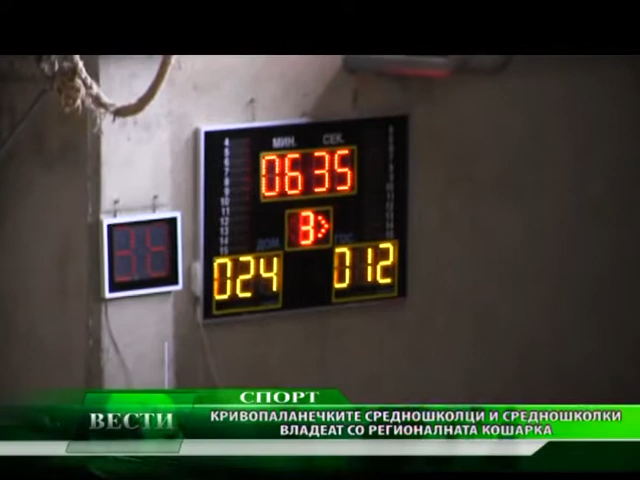 МИН. СЕК.
06 35
3>
ДОМ. ГОС.
024 012
СПОРТ
ВЕСТИ
КРИВОПАЛАНЕЧКИТЕ СРЕДНОШКОЛЦИ И СРЕДНОШКОЛКИ
ВЛАДЕАТ СО РЕГИОНАЛНАТА КОШАРКА